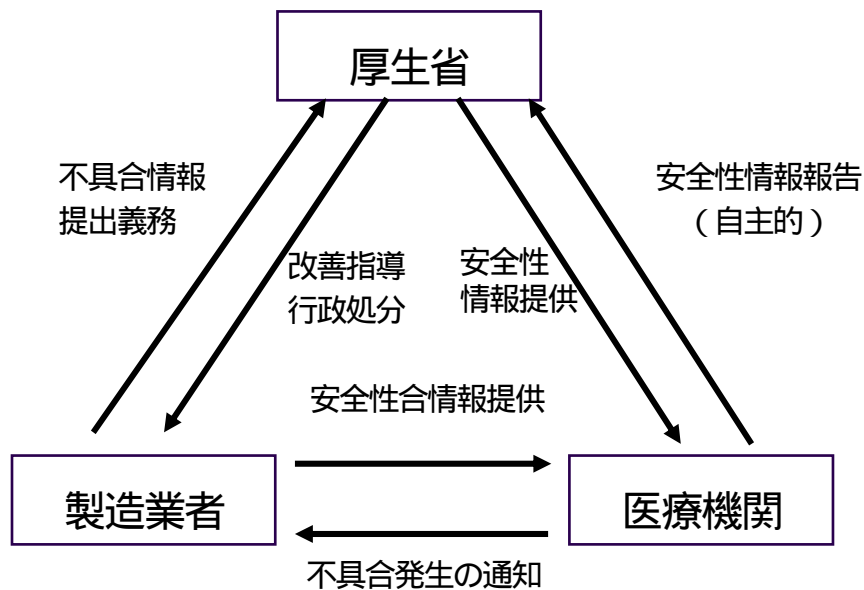 厚生省
不具合情報
提出義務
安全性情報報告
（自主的）
改善指導
行政処分
安全性
情報提供
安全性合情報提供
製造業者
医療機関
不具合発生の通知